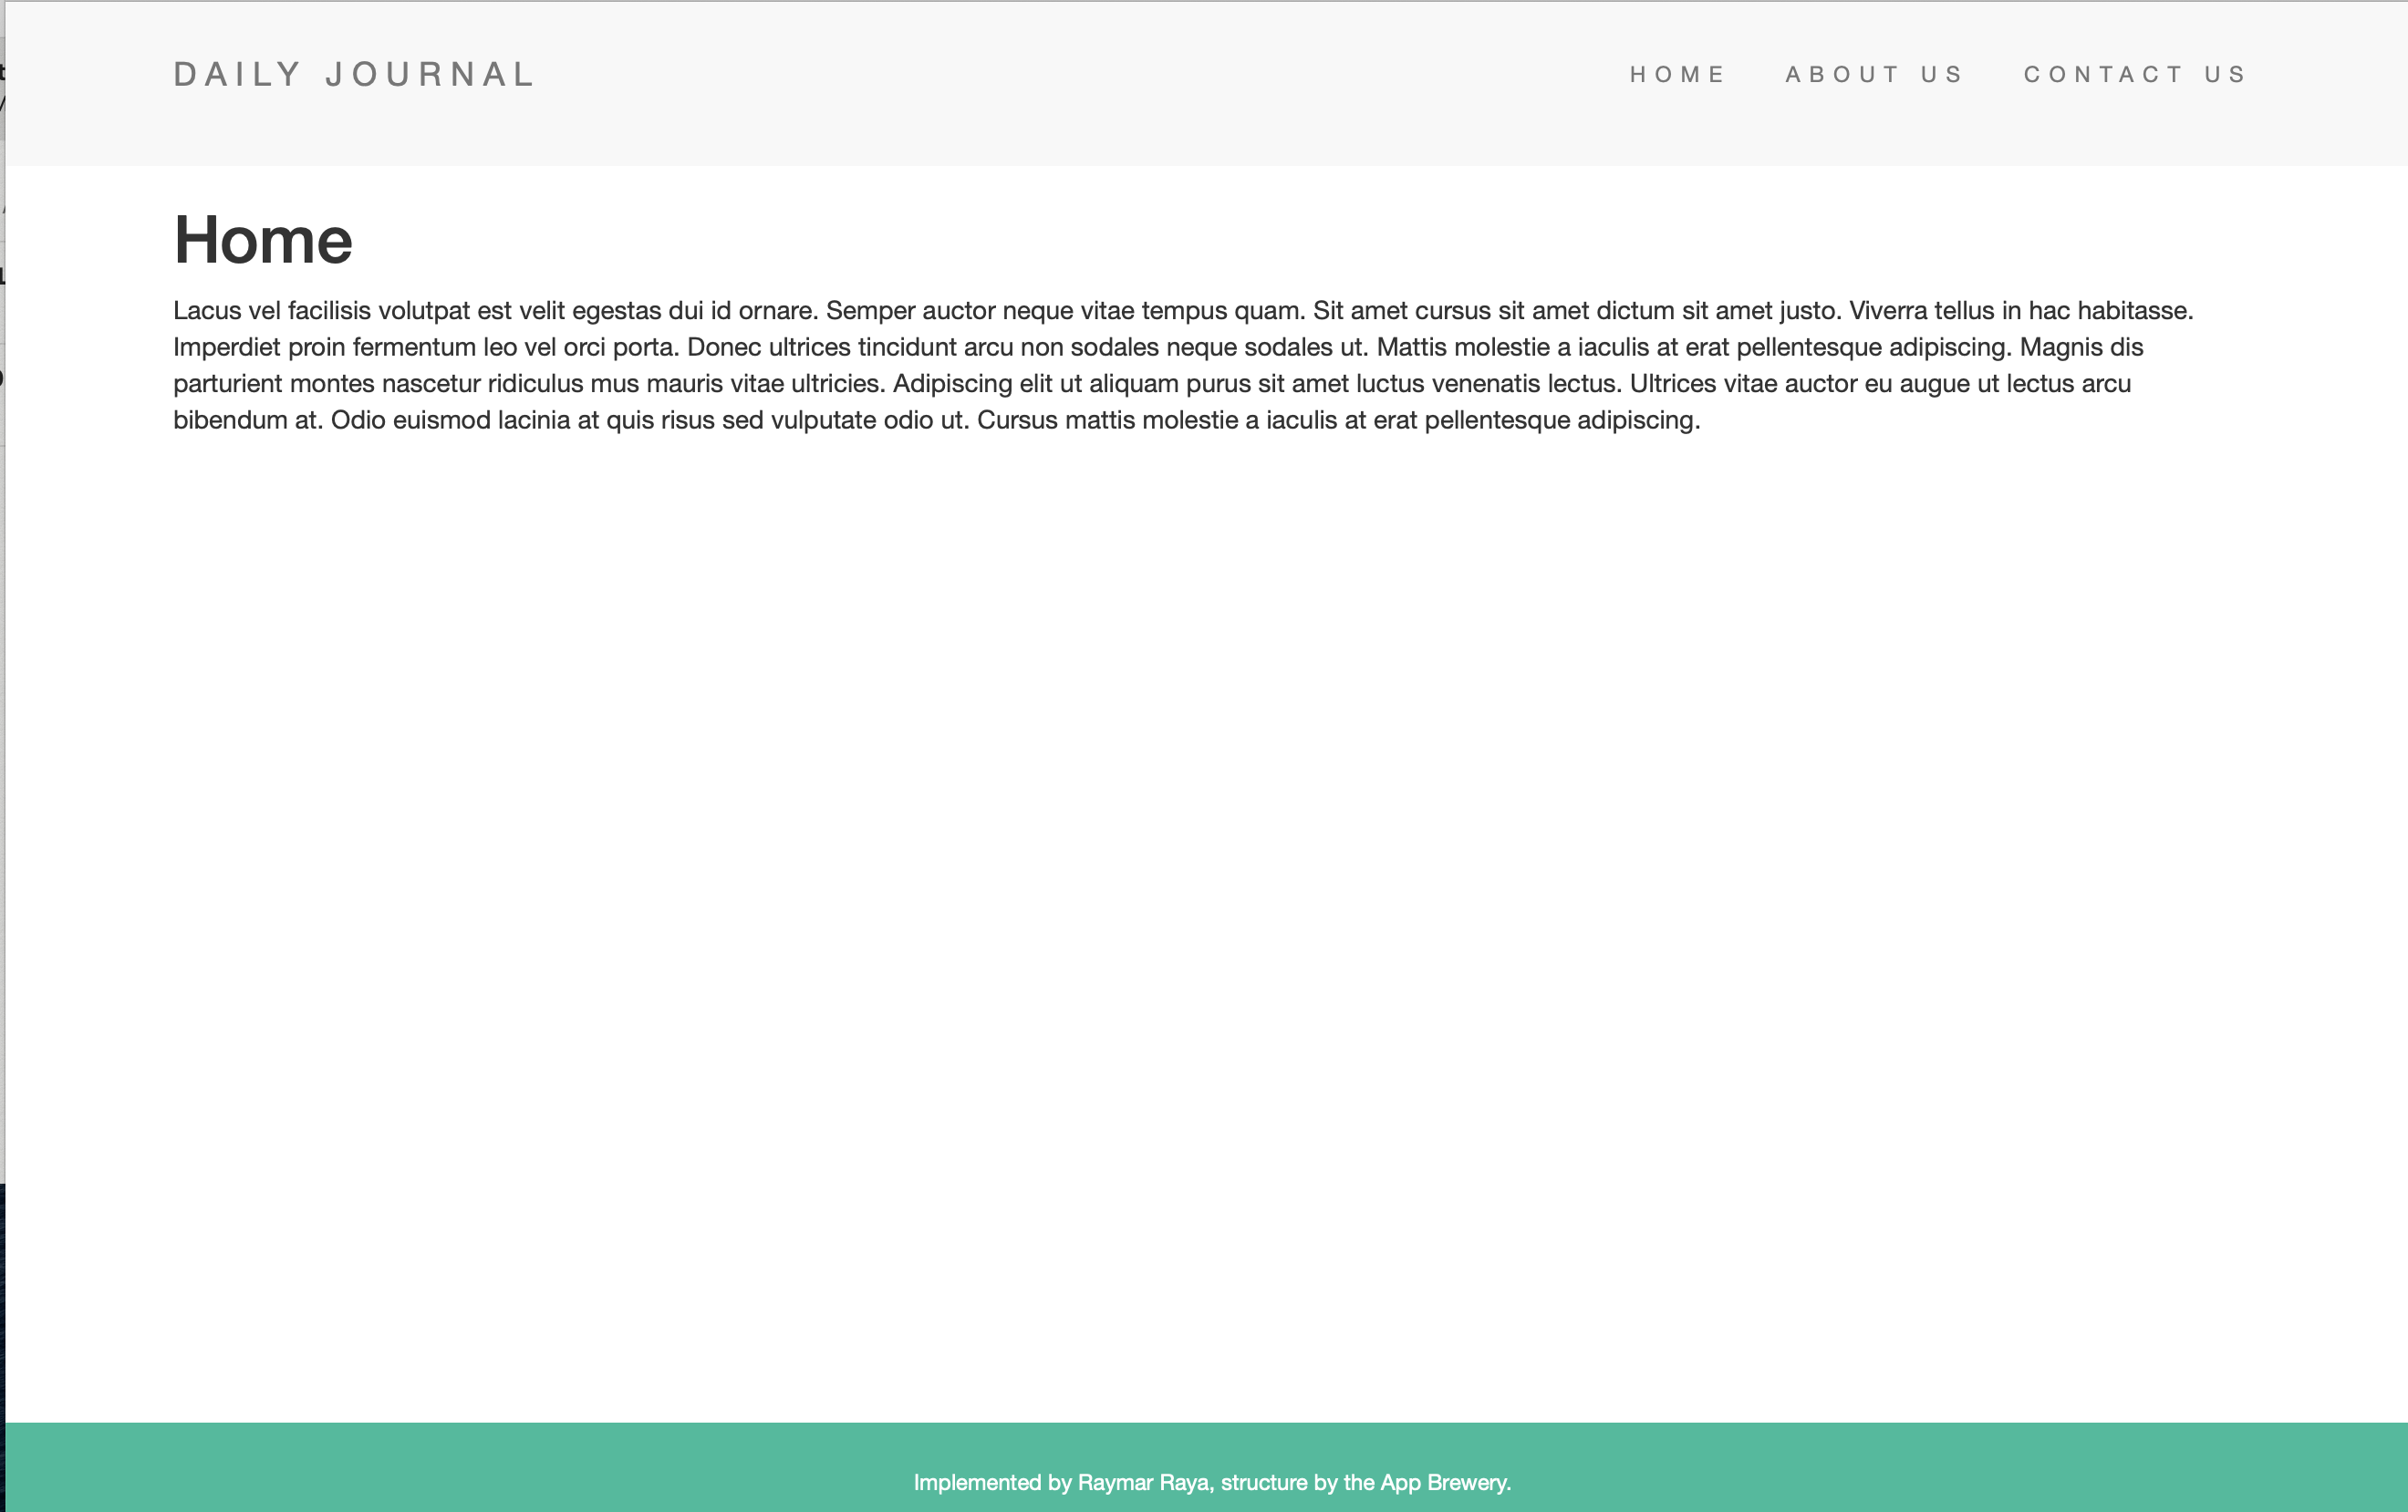 DAILY JOURNAL
HOME ABOUT US CONTACT US
Home
Lacus vel facilisis volutpat est velit egestas dui id ornare. Semper auctor neque vitae tempus quam. Sit amet cursus sit amet dictum sit amet justo. Viverra tellus in hac habitasse.
Imperdiet proin fermentum leo vel orci porta. Donec ultrices tincidunt arcu non sodales neque sodales ut. Mattis molestie a iaculis at erat pellentesque adipiscing. Magnis dis
parturient montes nascetur ridiculus mus mauris vitae ultricies. Adipiscing elit ut aliquam purus sit amet luctus venenatis lectus. Ultrices vitae auctor eu augue ut lectus arcu
bibendum at. Odio euismod lacinia at quis risus sed vulputate odio ut. Cursus mattis molestie a iaculis at erat pellentesque adipiscing.
Implemented by Raymar Raya, structure by the App Brewery.